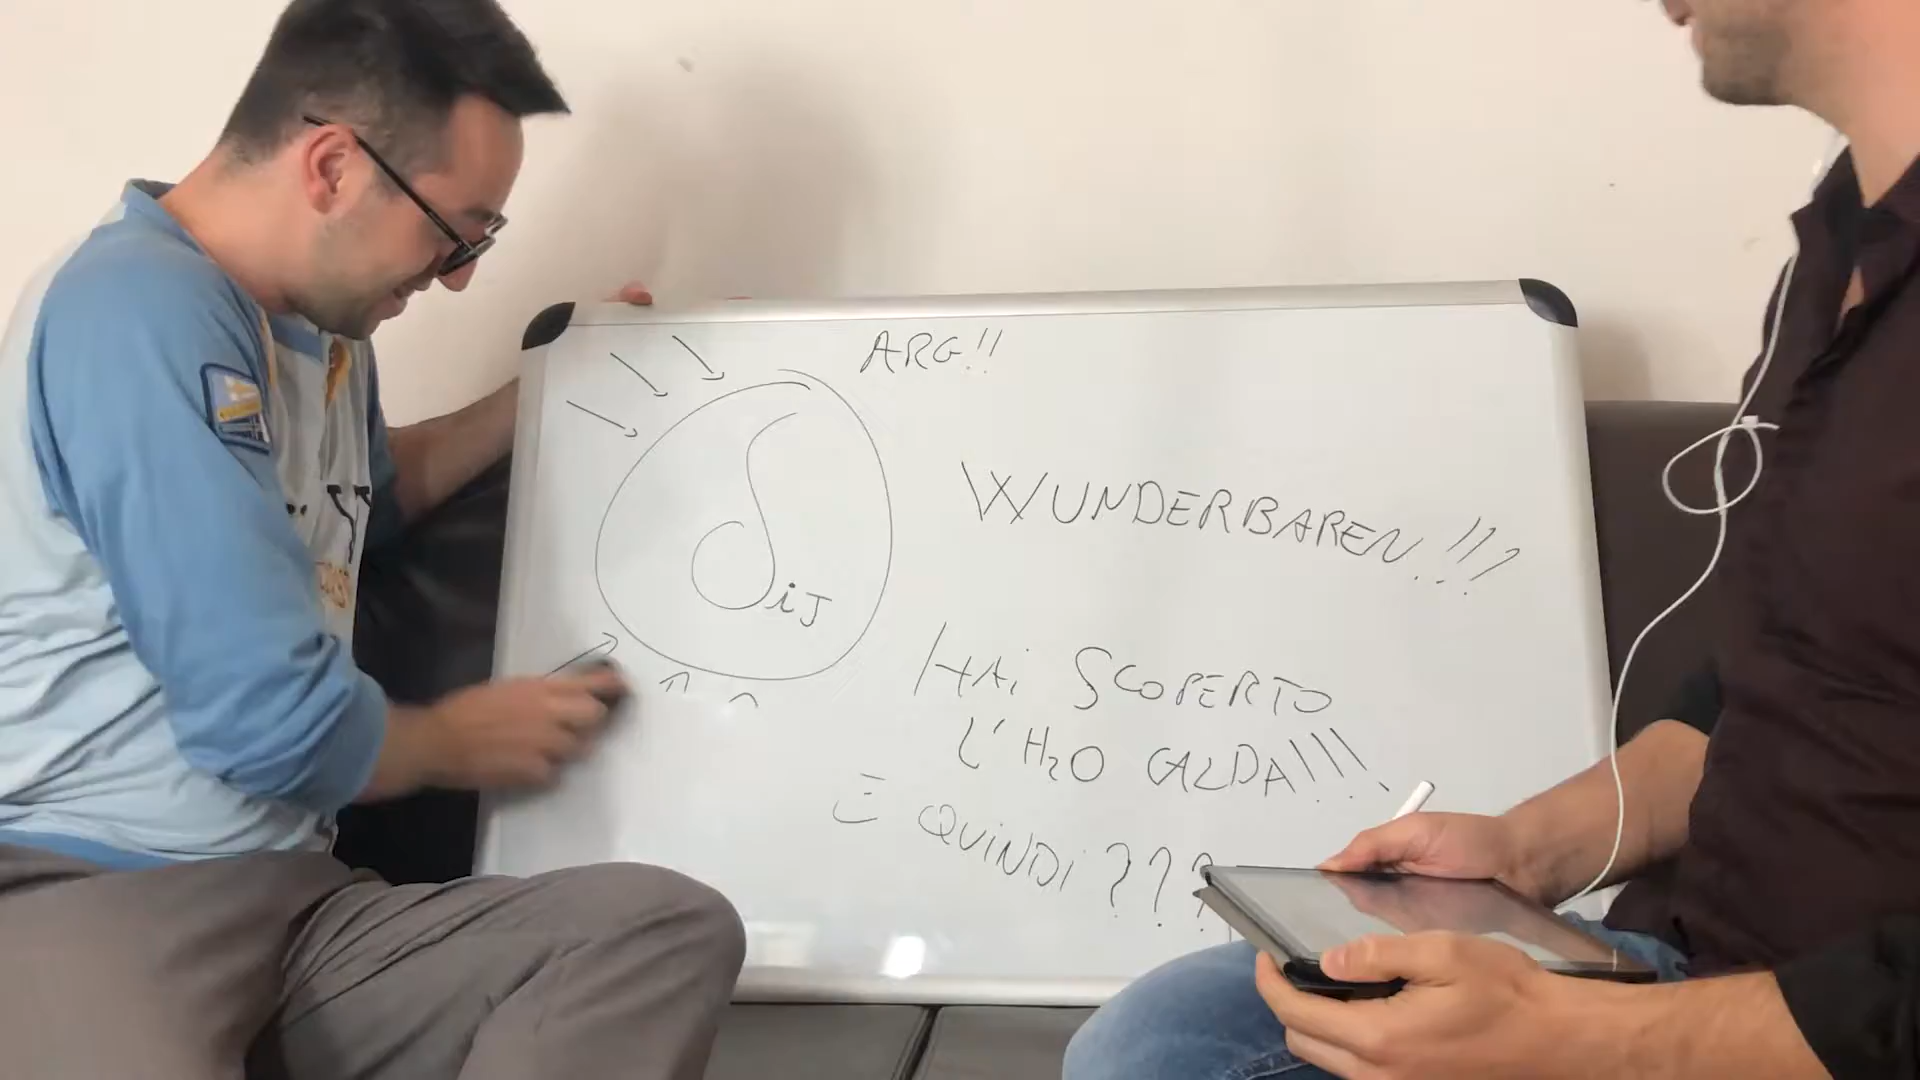 ARG!!
δij
WUNDERBAREN!!!
HAi SCOPERTO
L'H2O CALDA!!!
E QUiNDi???